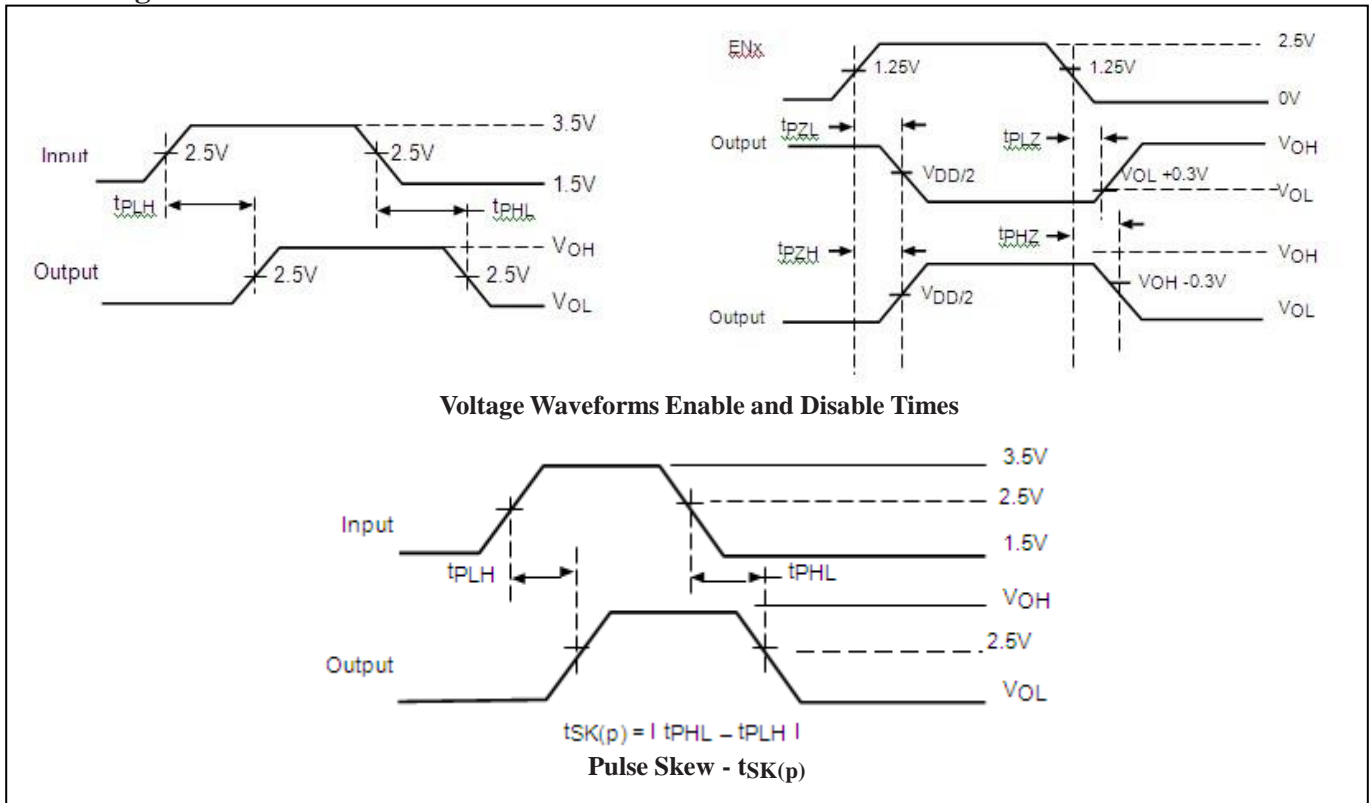 ENx
1.25V
1.25V
2.5V
0V
Input
2.5V
2.5V
3.5V
1.5V
tPLH
tPHL
Output
2.5V
2.5V
VOH
VOL
Output
tPZL
VDD/2
tPLZ
VOL +0.3V
VOH
VOL
tPZH
tPHZ
VOH
Output
VDD/2
VOH -0.3V
VOL
Voltage Waveforms Enable and Disable Times
Input
3.5V
2.5V
1.5V
tPLH
tPHL
VOH
Output
2.5V
VOL
tSK(p) = I tPHL – tPLH I
Pulse Skew - tSK(p)